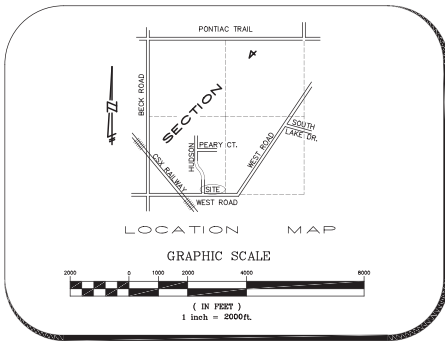 PONTIAC TRAIL
4
BECK ROAD
SECTION
N
SOUTH
LAKE DR.
WEST ROAD
PEARY CT.
HUDSON
CSX RAILWAY
SITE
WEST ROAD
LOCATION MAP
GRAPHIC SCALE
2000 0 1000 2000 4000 8000
( IN FEET )
1 inch = 2000ft.